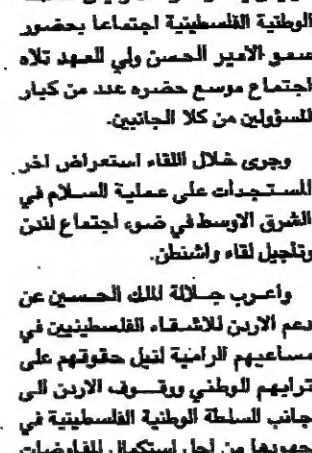 الوطنية الفلسطينية اجتماعا بحضور
سمو الامير الحسن ولي العهد تلاه
اجتماع موسع حضره عدد من كبار
المسؤولين من كلا الجانبين.
وجرى خلال اللقاء استعراض اخر
المستجدات على عملية السلام في
الشرق الاوسط في ضوء اجتماع لندن
وتأجيل لقاء واشنطن.
واعرب جلالة الملك الحسين عن
دعم الاردن للاشقاء الفلسطينيين في
مساعيهم الرامية لنيل حقوقهم على
ترابهم الوطني ووقوف الاردن الى
جانب السلطة الوطنية الفلسطينية في
جهودها من اجل استكمال المفاوضات